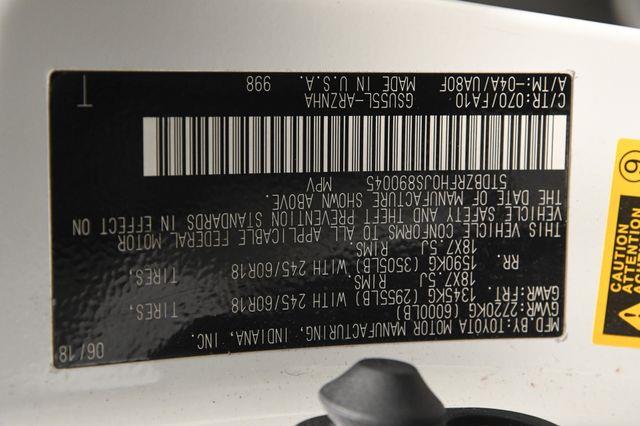 MFD.BY:TOYOTA MOTOR MANUFACTURING, INDIANA, INC. 06/18
GVWR:2720KG (6000LB)
GAWR:FRT: 1345KG (2955LB) WITH 245/60R18 TIRES,
18X7.5J RIMS
RR. 1590KG (3505LB) WITH 245/60R18 TIRES,
18X7.5J RIMS.
THIS VEHICLE CONFORMS TO ALL APPLICABLE FEDERAL MOTOR
VEHICLE SAFETY AND THEFT PREVENTION STANDARDS IN EFFECT ON
THE DATE OF MANUFACTURE SHOWN ABOVE.
5TDBZRFH0JS890045 MPV
C/TR:070/FA10 GSU55L-ARZNHA
A/TM:-04A/UA80F MADE IN U.S.A. 998 T
CAUTION